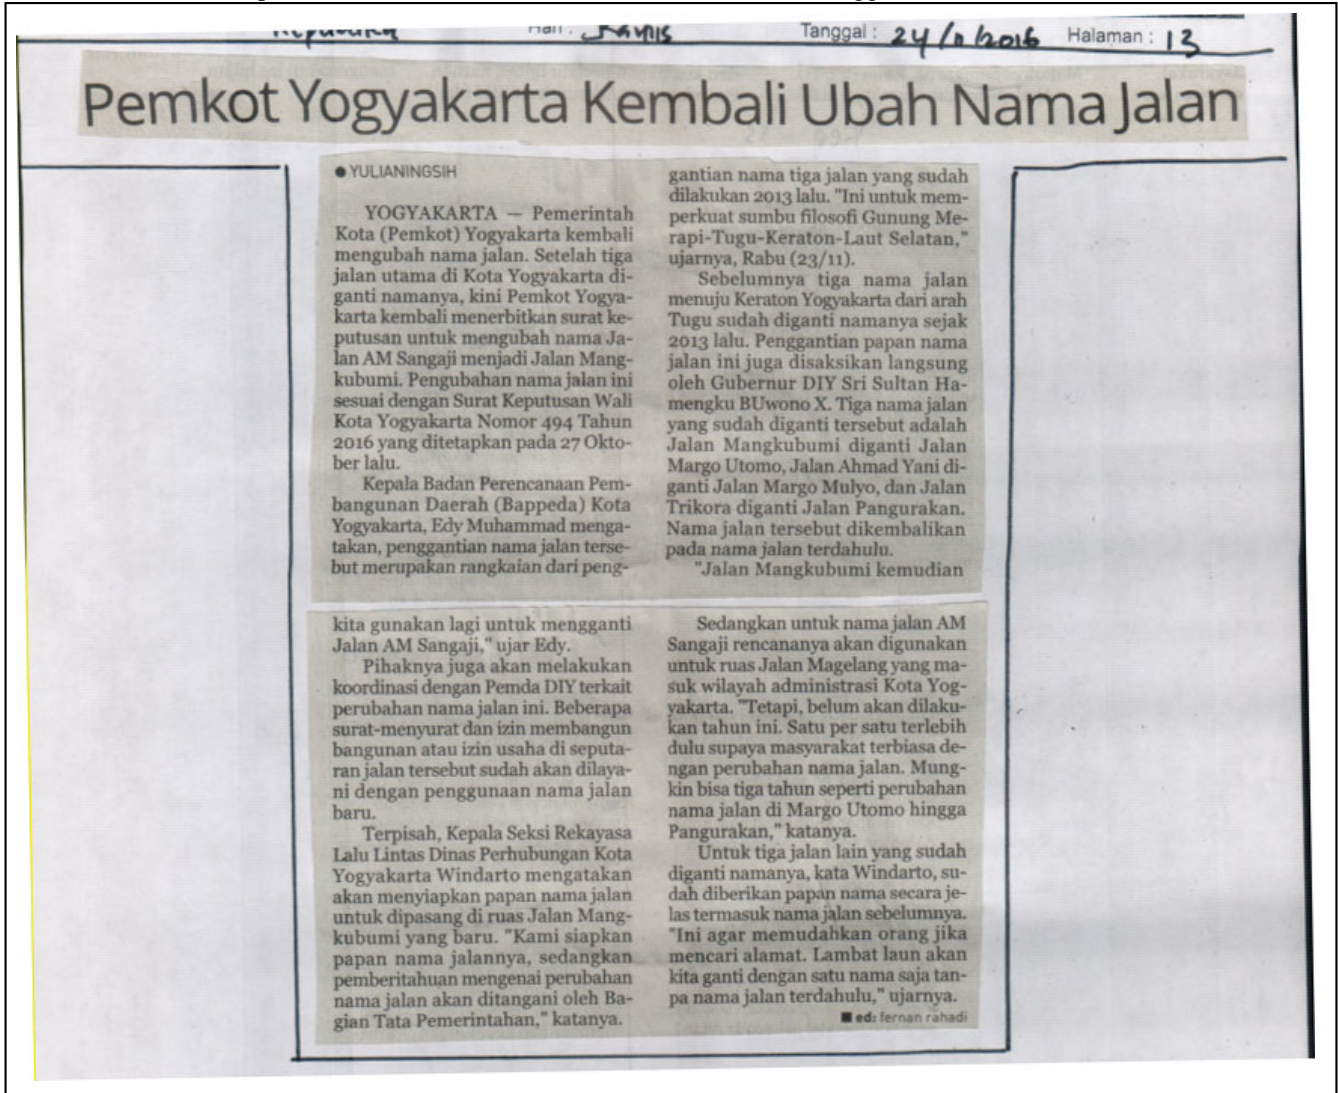 Republika Hari : Kamis Tanggal : 24/11/2016 Halaman : 13
Pemkot Yogyakarta Kembali Ubah Nama Jalan
● YULIANINGSIH
YOGYAKARTA — Pemerintah
Kota (Pemkot) Yogyakarta kembali
mengubah nama jalan. Setelah tiga
jalan utama di Kota Yogyakarta di-
ganti namanya, kini Pemkot Yogya-
karta kembali menerbitkan surat ke-
putusan untuk mengubah nama Ja-
lan AM Sangaji menjadi Jalan Mang-
kubumi. Pengubahan nama jalan ini
sesuai dengan Surat Keputusan Wali
Kota Yogyakarta Nomor 494 Tahun
2016 yang ditetapkan pada 27 Okto-
ber lalu.
Kepala Badan Perencanaan Pem-
bangunan Daerah (Bappeda) Kota
Yogyakarta, Edy Muhammad menga-
takan, penggantian nama jalan terse-
but merupakan rangkaian dari peng-
gantian nama tiga jalan yang sudah
dilakukan 2013 lalu. "Ini untuk mem-
perkuat sumbu filosofi Gunung Me-
rapi-Tugu-Keraton-Laut Selatan,"
ujarnya, Rabu (23/11).
Sebelumnya tiga nama jalan
menuju Keraton Yogyakarta dari arah
Tugu sudah diganti namanya sejak
2013 lalu. Penggantian papan nama
jalan ini juga disaksikan langsung
oleh Gubernur DIY Sri Sultan Ha-
mengku BUwono X. Tiga nama jalan
yang sudah diganti tersebut adalah
Jalan Mangkubumi diganti Jalan
Margo Utomo, Jalan Ahmad Yani di-
ganti Jalan Margo Mulyo, dan Jalan
Trikora diganti Jalan Pangurakan.
Nama jalan tersebut dikembalikan
pada nama jalan terdahulu.
"Jalan Mangkubumi kemudian
kita gunakan lagi untuk mengganti
Jalan AM Sangaji," ujar Edy.
Pihaknya juga akan melakukan
koordinasi dengan Pemda DIY terkait
perubahan nama jalan ini. Beberapa
surat-menyurat dan izin membangun
bangunan atau izin usaha di seputa-
ran jalan tersebut sudah akan dilaya-
ni dengan penggunaan nama jalan
baru.
Terpisah, Kepala Seksi Rekayasa
Lalu Lintas Dinas Perhubungan Kota
Yogyakarta Windarto mengatakan
akan menyiapkan papan nama jalan
untuk dipasang di ruas Jalan Mang-
kubumi yang baru. "Kami siapkan
papan nama jalannya, sedangkan
pemberitahuan mengenai perubahan
nama jalan akan ditangani oleh Ba-
gian Tata Pemerintahan," katanya.
Sedangkan untuk nama jalan AM
Sangaji rencananya akan digunakan
untuk ruas Jalan Magelang yang ma-
suk wilayah administrasi Kota Yog-
yakarta. "Tetapi, belum akan dilaku-
kan tahun ini. Satu per satu terlebih
dulu supaya masyarakat terbiasa de-
ngan perubahan nama jalan. Mung-
kin bisa tiga tahun seperti perubahan
nama jalan di Margo Utomo hingga
Pangurakan," katanya.
Untuk tiga jalan lain yang sudah
diganti namanya, kata Windarto, su-
dah diberikan papan nama secara je-
las termasuk nama jalan sebelumnya.
"Ini agar memudahkan orang jika
mencari alamat. Lambat laun akan
kita ganti dengan satu nama saja tan-
pa nama jalan terdahulu," ujarnya.
■ ed: fernan rahadi